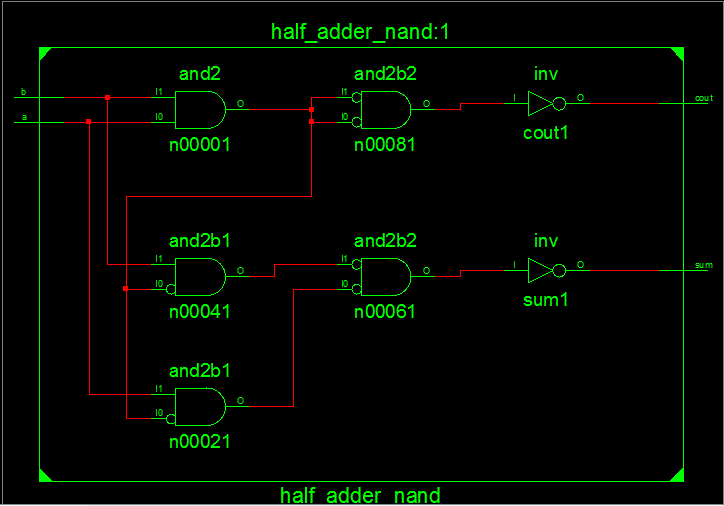 half_adder_nand:1
and2 and2b2 inv
b I1 O I1 O I O cout
a I0 I0
n00001 n00081 cout1
and2b1 and2b2 inv
I1 O I1 O I O sum
I0 I0
n00041 n00061 sum1
and2b1
I1 O
I0
n00021
half_adder_nand